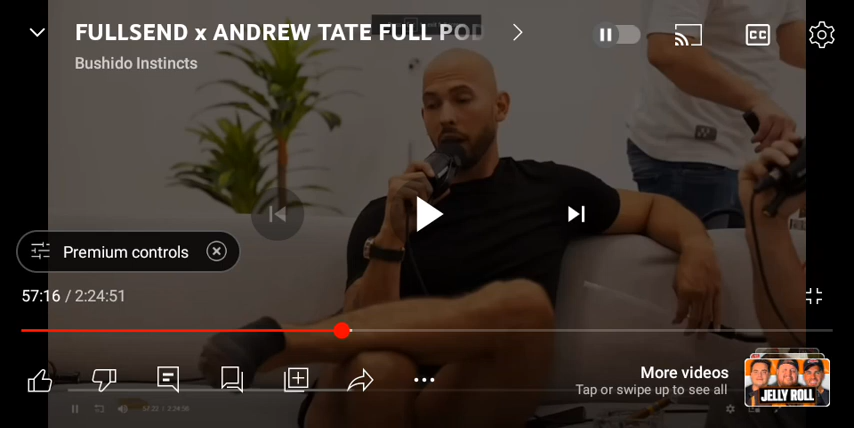 FULLSEND x ANDREW TATE FULL POD
CC
Bushido Instincts
Premium controls
57:16 / 2:24:51
More videos
Tap or swipe up to see all
JELLY ROLL